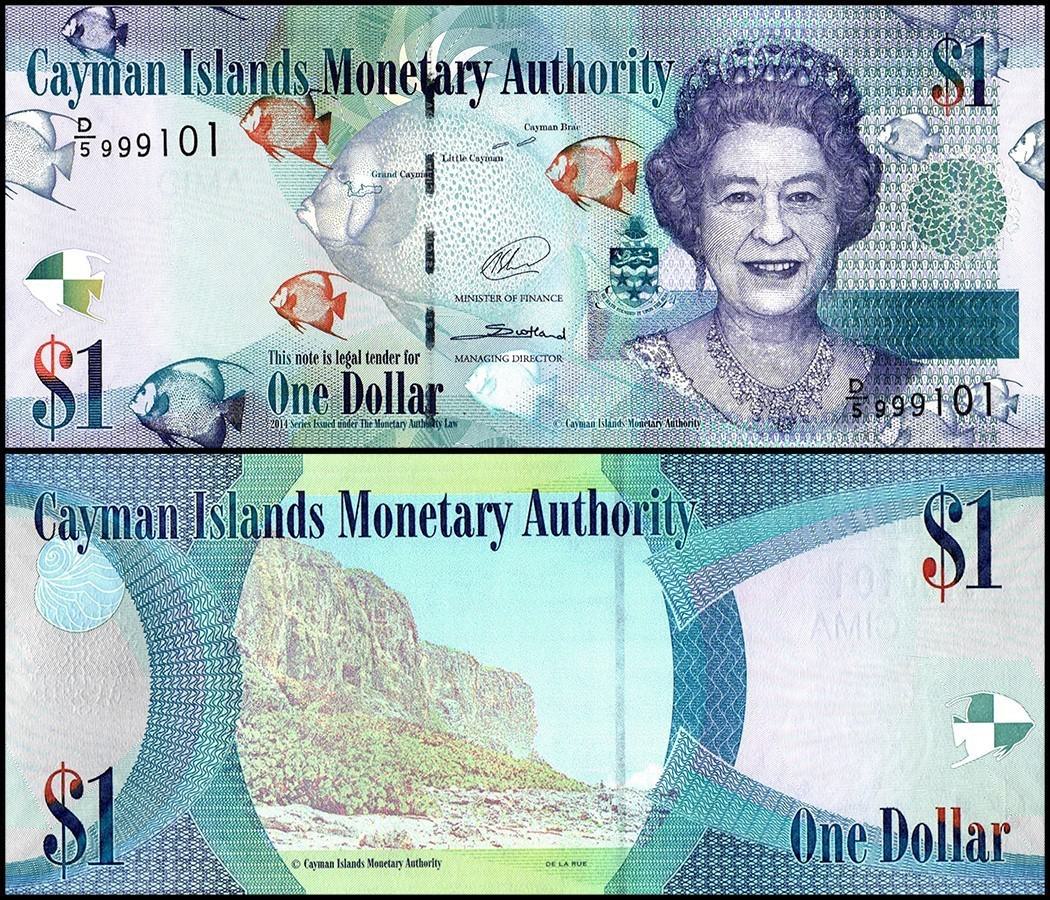 Cayman Islands Monetary Authority
$1
D/5 999101
Cayman Brac
Little Cayman
Grand Cayman
MINISTER OF FINANCE
Scotland
MANAGING DIRECTOR
$1
This note is legal tender for
One Dollar
2014 Series Issued under The Monetary Authority Law
© Cayman Islands Monetary Authority
D/5 999101
Cayman Islands Monetary Authority
$1
$1
© Cayman Islands Monetary Authority
DE LA RUE
One Dollar